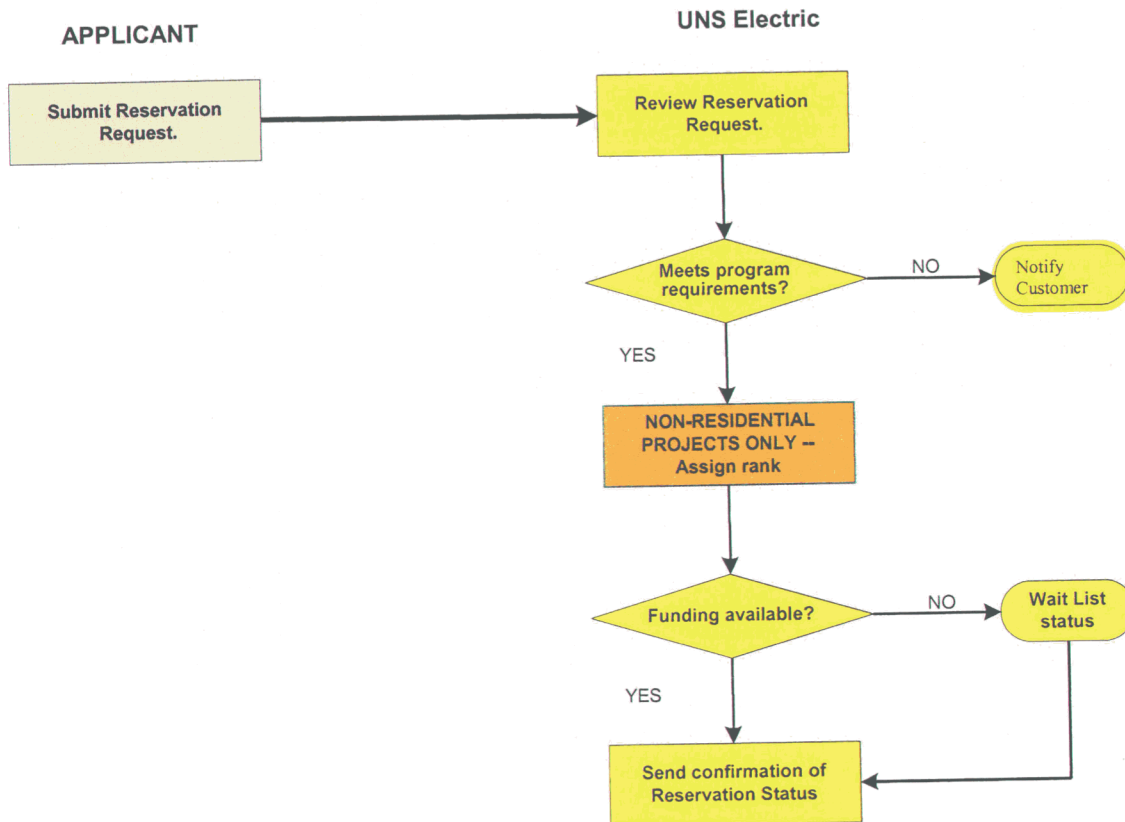 APPLICANT
UNS Electric
Submit Reservation
Request.
Review Reservation
Request.
Meets program
requirements?
NO
Notify
Customer
YES
NON-RESIDENTIAL
PROJECTS ONLY --
Assign rank
Funding available?
NO
Wait List
status
YES
Send confirmation of
Reservation Status